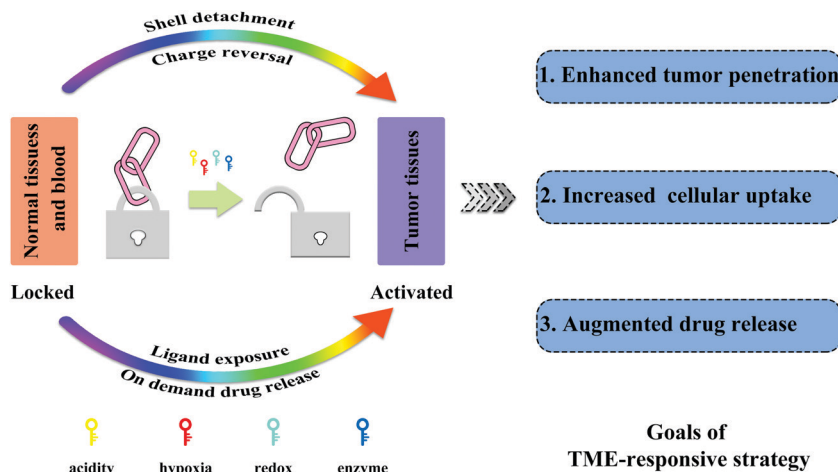 Shell detachment
Charge reversal
Normal tissuess
and blood
Tumor tissues
Locked
Activated
Ligand exposure
On demand drug release
acidity
hypoxia
redox
enzyme
1. Enhanced tumor penetration
2. Increased cellular uptake
3. Augmented drug release
Goals of
TME-responsive strategy